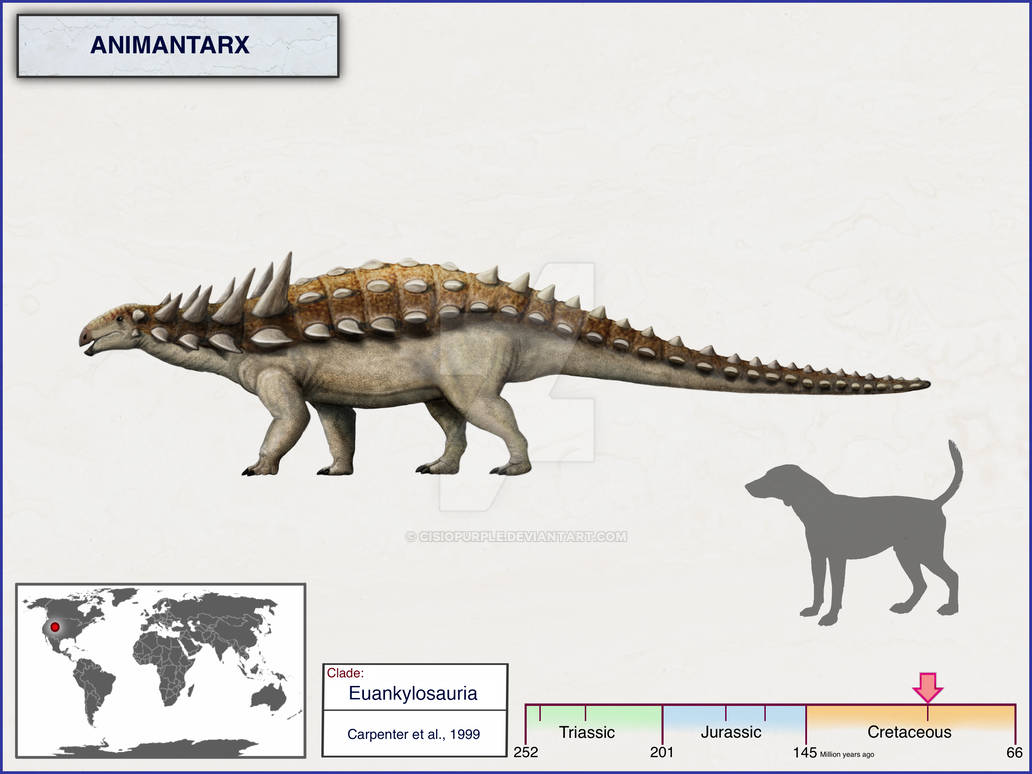 ANIMANTARX
© CISIOPURPLE.DEVIANTART.COM
Clade:
Euankylosauria
Carpenter et al., 1999
Triassic
Jurassic
Cretaceous
252
201
145
Million years ago
66